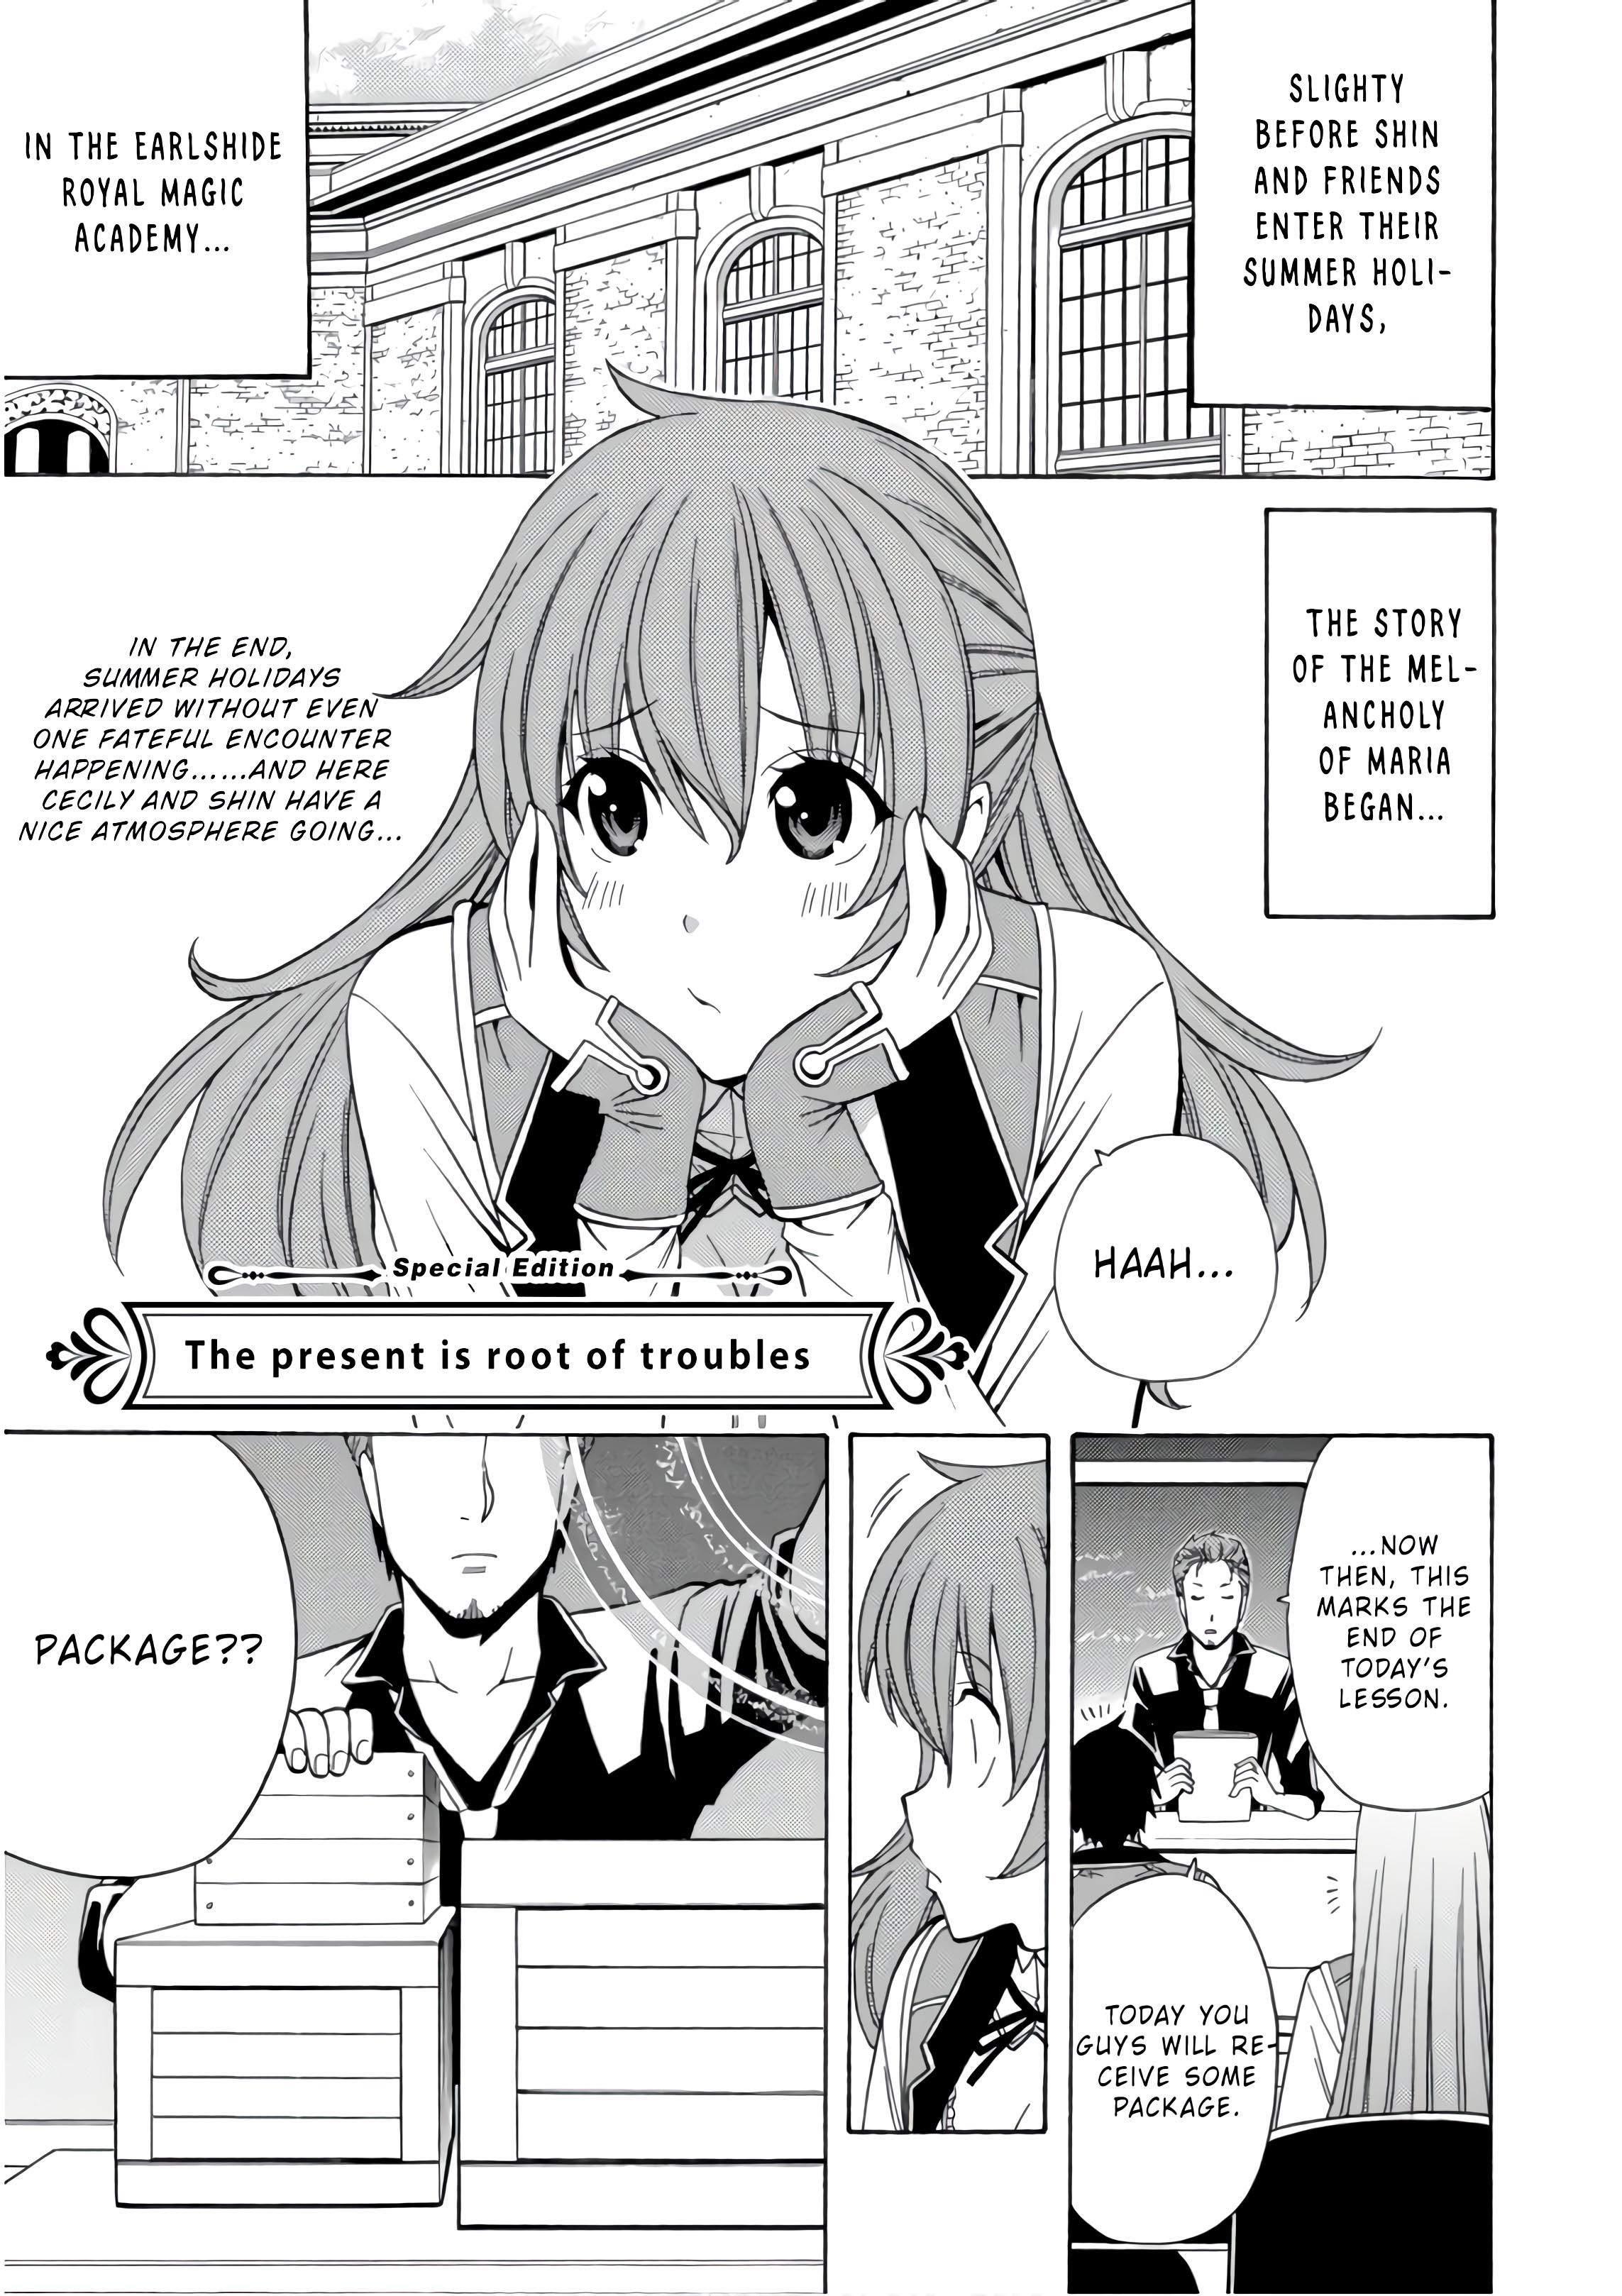 SLIGHTY
BEFORE SHIN
AND FRIENDS
ENTER THEIR
SUMMER HOLI-
DAYS,
IN THE EARLSHIDE
ROYAL MAGIC
ACADEMY...
THE STORY
OF THE MEL-
ANCHOLY
OF MARIA
BEGAN...
IN THE END,
SUMMER HOLIDAYS
ARRIVED WITHOUT EVEN
ONE FATEFUL ENCOUNTER
HAPPENING......AND HERE
CECILY AND SHIN HAVE A
NICE ATMOSPHERE GOING...
HAAH...
Special Edition
The present is root of troubles
...NOW
THEN, THIS
MARKS THE
END OF
TODAY'S
LESSON.
TODAY YOU
GUYS WILL RE-
CEIVE SOME
PACKAGE.
PACKAGE??